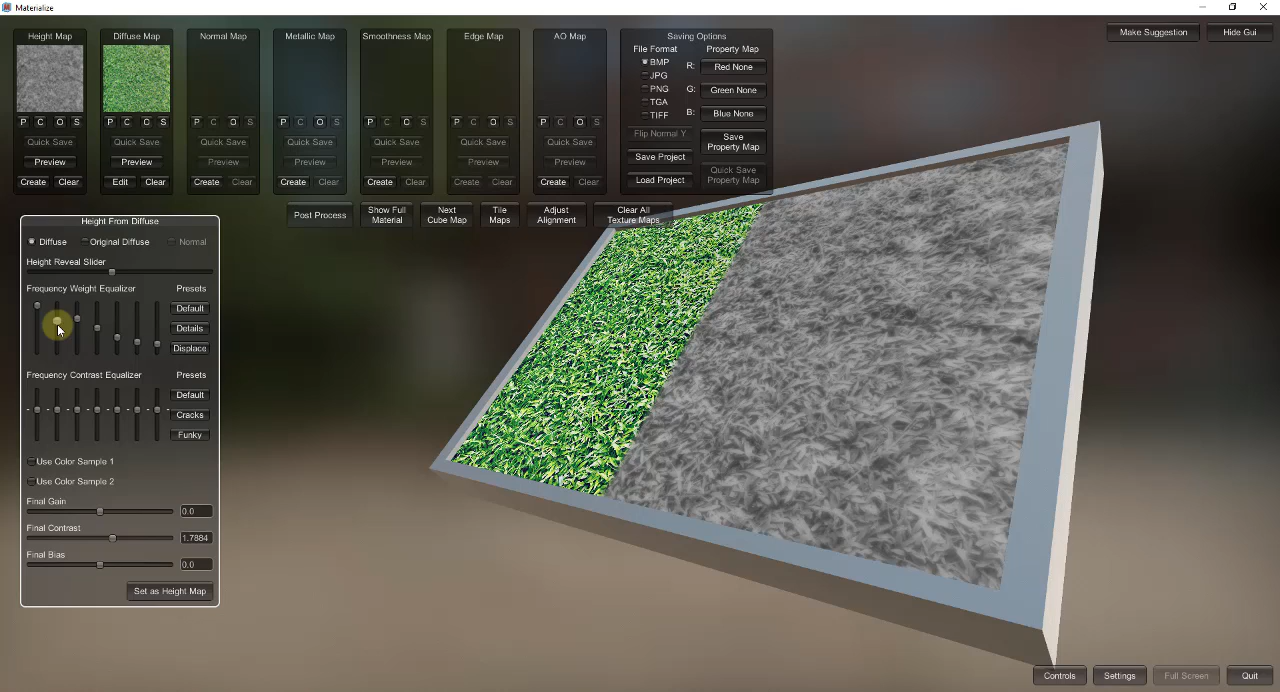 Materialize
Height Map
Diffuse Map
Normal Map
Metallic Map
Smoothness Map
Edge Map
AO Map
Saving Options
File Format
Property Map
BMP
JPG
PNG
TGA
TIFF
R:
Red None
G:
Green None
B:
Blue None
Flip Normal Y
Save
Property Map
Save Project
Quick Save
Property Map
Load Project
Make Suggestion
Hide Gui
P C O S
P C O S
P C O S
P C O S
P C O S
P C O S
P C O S
Quick Save
Quick Save
Quick Save
Quick Save
Quick Save
Quick Save
Quick Save
Preview
Preview
Preview
Preview
Preview
Preview
Preview
Create Clear
Edit Clear
Create Clear
Create Clear
Create Clear
Create Clear
Create Clear
Post Process
Show Full
Material
Next
Cube Map
Tile
Maps
Adjust
Alignment
Clear All
Texture Maps
Height From Diffuse
Diffuse
Original Diffuse
Normal
Height Reveal Slider
Frequency Weight Equalizer
Presets
Default
Details
Displace
Frequency Contrast Equalizer
Presets
Default
Cracks
Funky
Use Color Sample 1
Use Color Sample 2
Final Gain
0.0
Final Contrast
1.7884
Final Bias
0.0
Set as Height Map
Controls
Settings
Full Screen
Quit